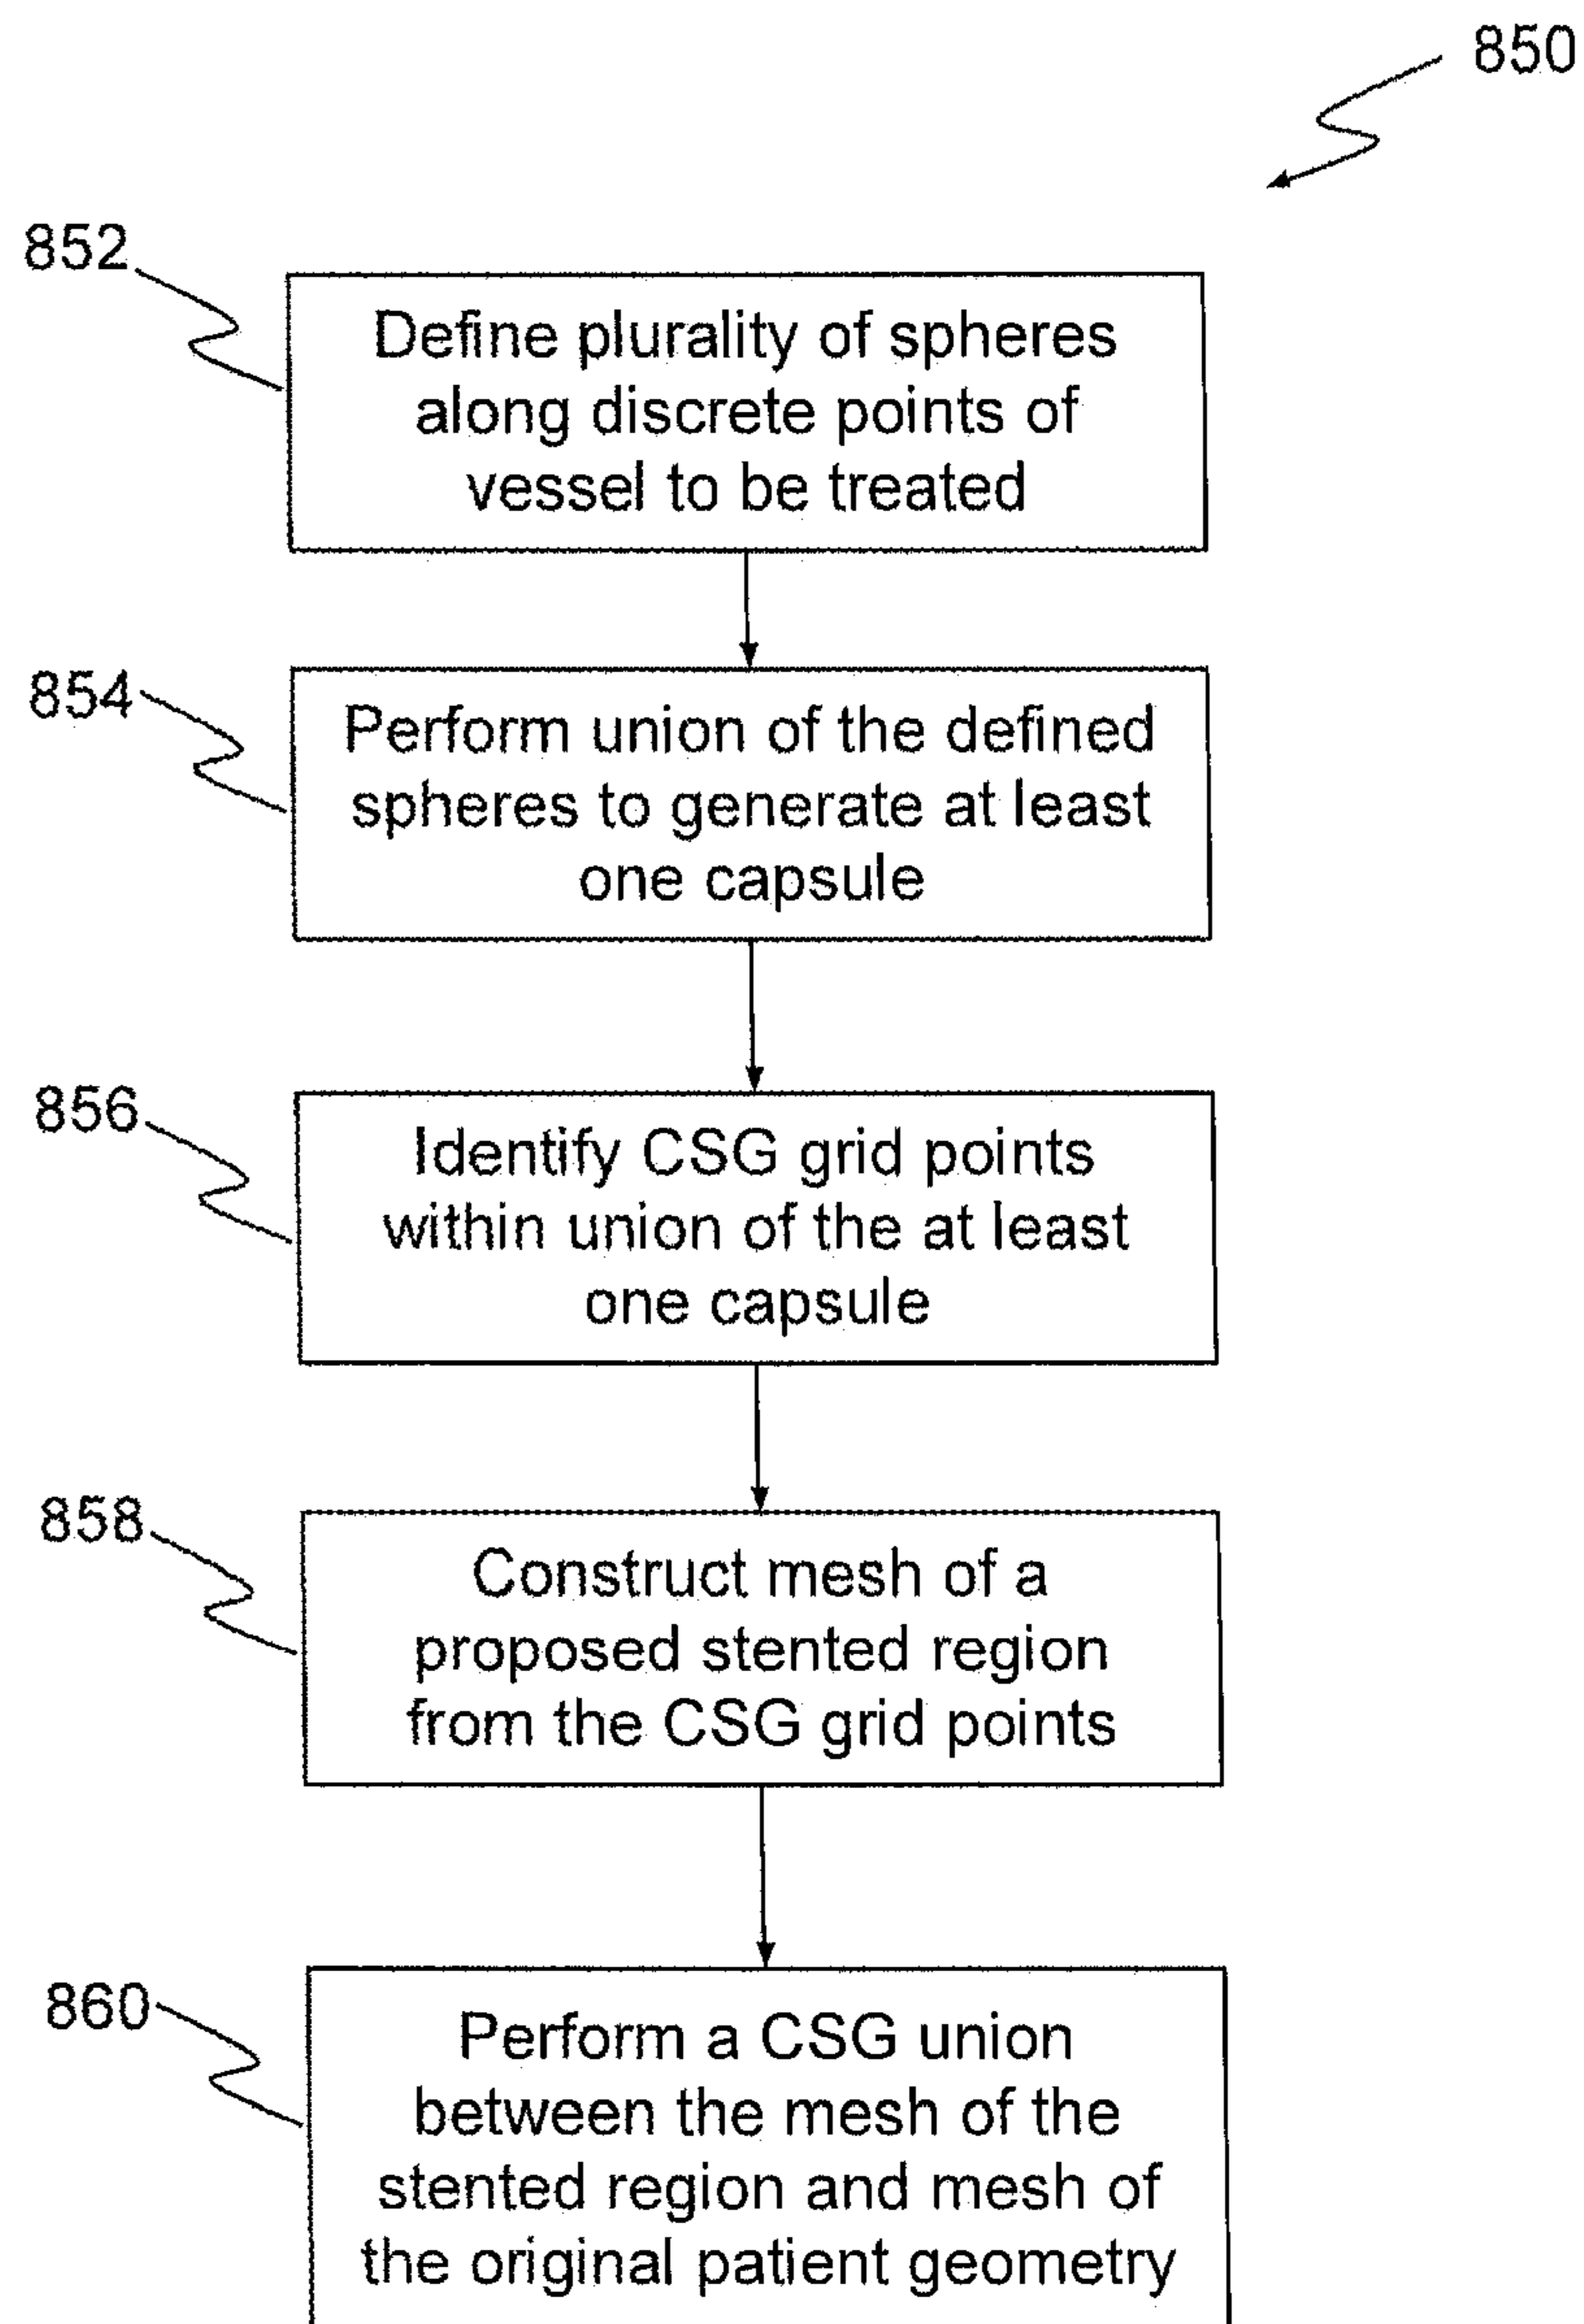 850
852
Define plurality of spheres
along discrete points of
vessel to be treated
854
Perform union of the defined
spheres to generate at least
one capsule
856
Identify CSG grid points
within union of the at least
one capsule
858
Construct mesh of a
proposed stented region
from the CSG grid points
860
Perform a CSG union
between the mesh of the
stented region and mesh of
the original patient geometry